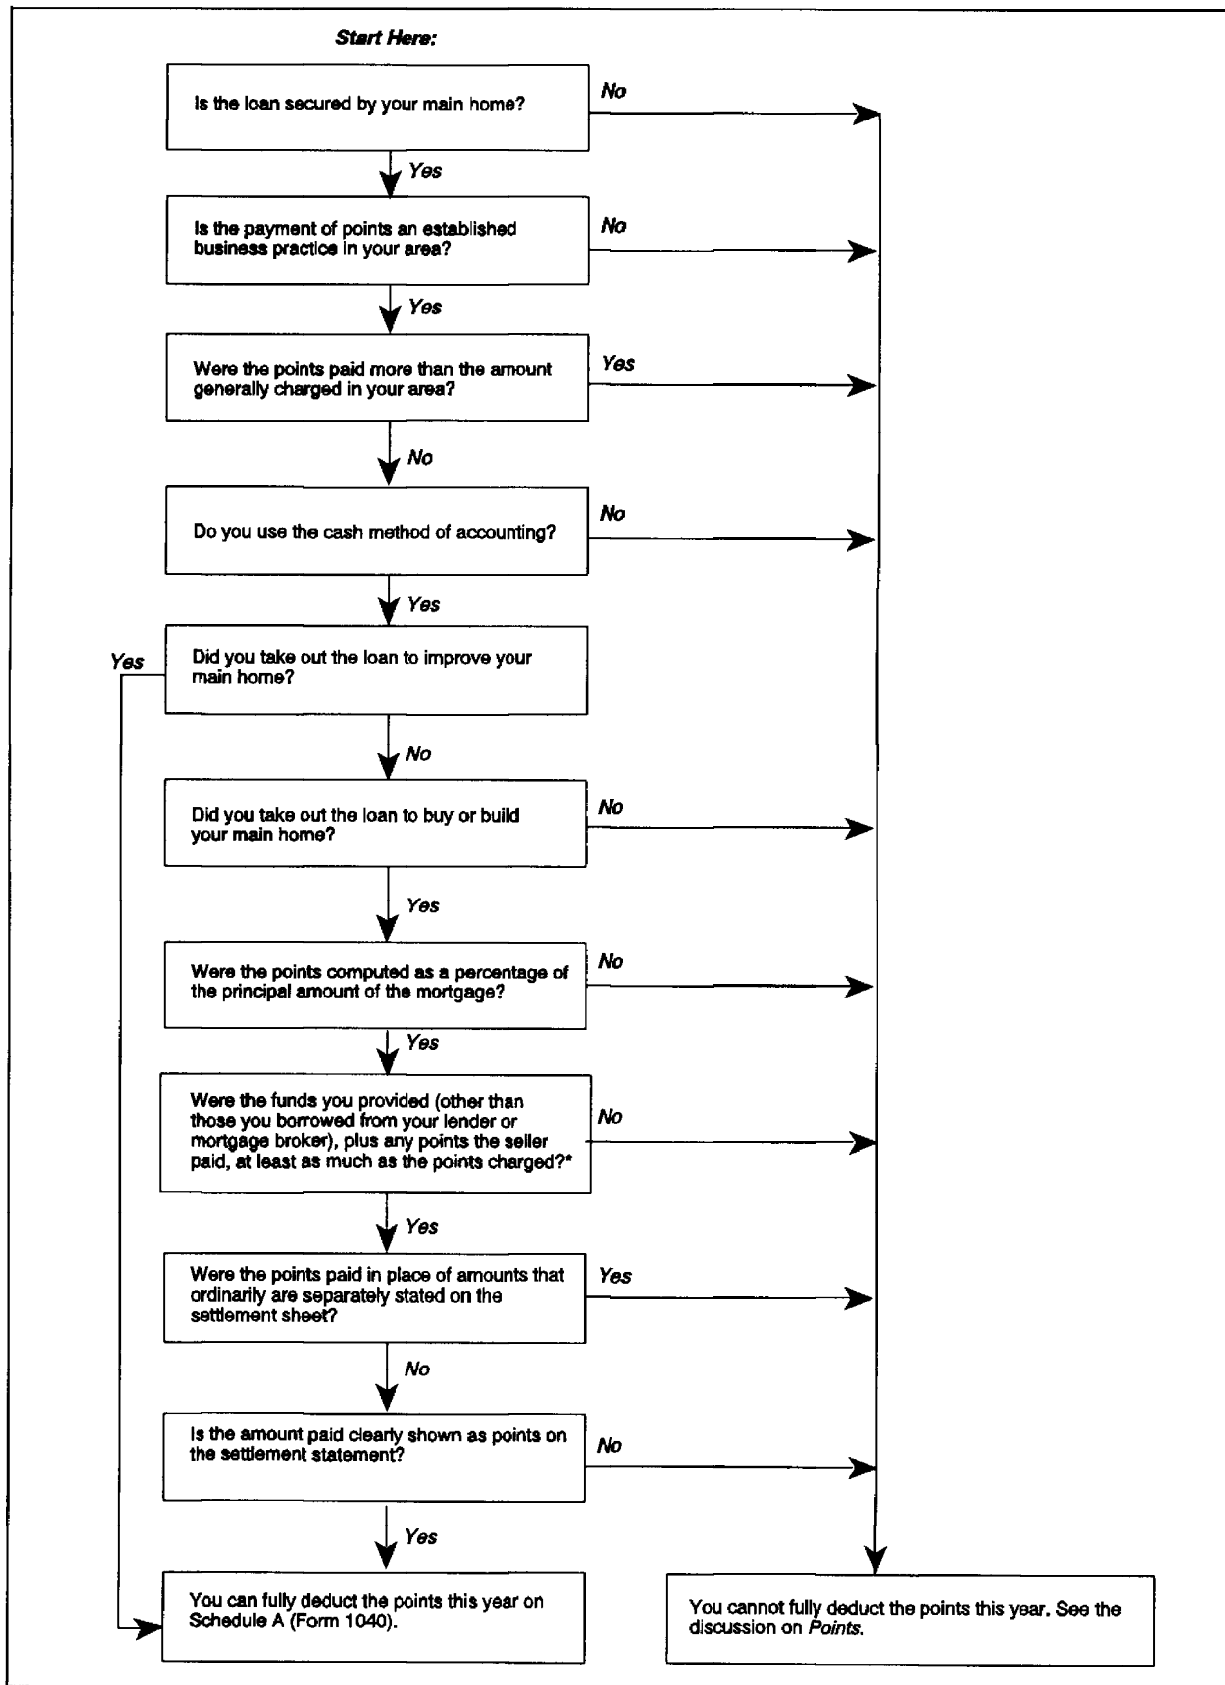 Start Here:
Is the loan secured by your main home?
No
Yes
Is the payment of points an established
business practice in your area?
No
Yes
Were the points paid more than the amount
generally charged in your area?
Yes
No
Do you use the cash method of accounting?
No
Yes
Did you take out the loan to improve your
main home?
Yes
No
Did you take out the loan to buy or build
your main home?
No
Yes
Were the points computed as a percentage of
the principal amount of the mortgage?
No
Yes
Were the funds you provided (other than
those you borrowed from your lender or
mortgage broker), plus any points the seller
paid, at least as much as the points charged?*
No
Yes
Were the points paid in place of amounts that
ordinarily are separately stated on the
settlement sheet?
Yes
No
Is the amount paid clearly shown as points on
the settlement statement?
No
Yes
You can fully deduct the points this year on
Schedule A (Form 1040).
You cannot fully deduct the points this year. See the
discussion on Points.